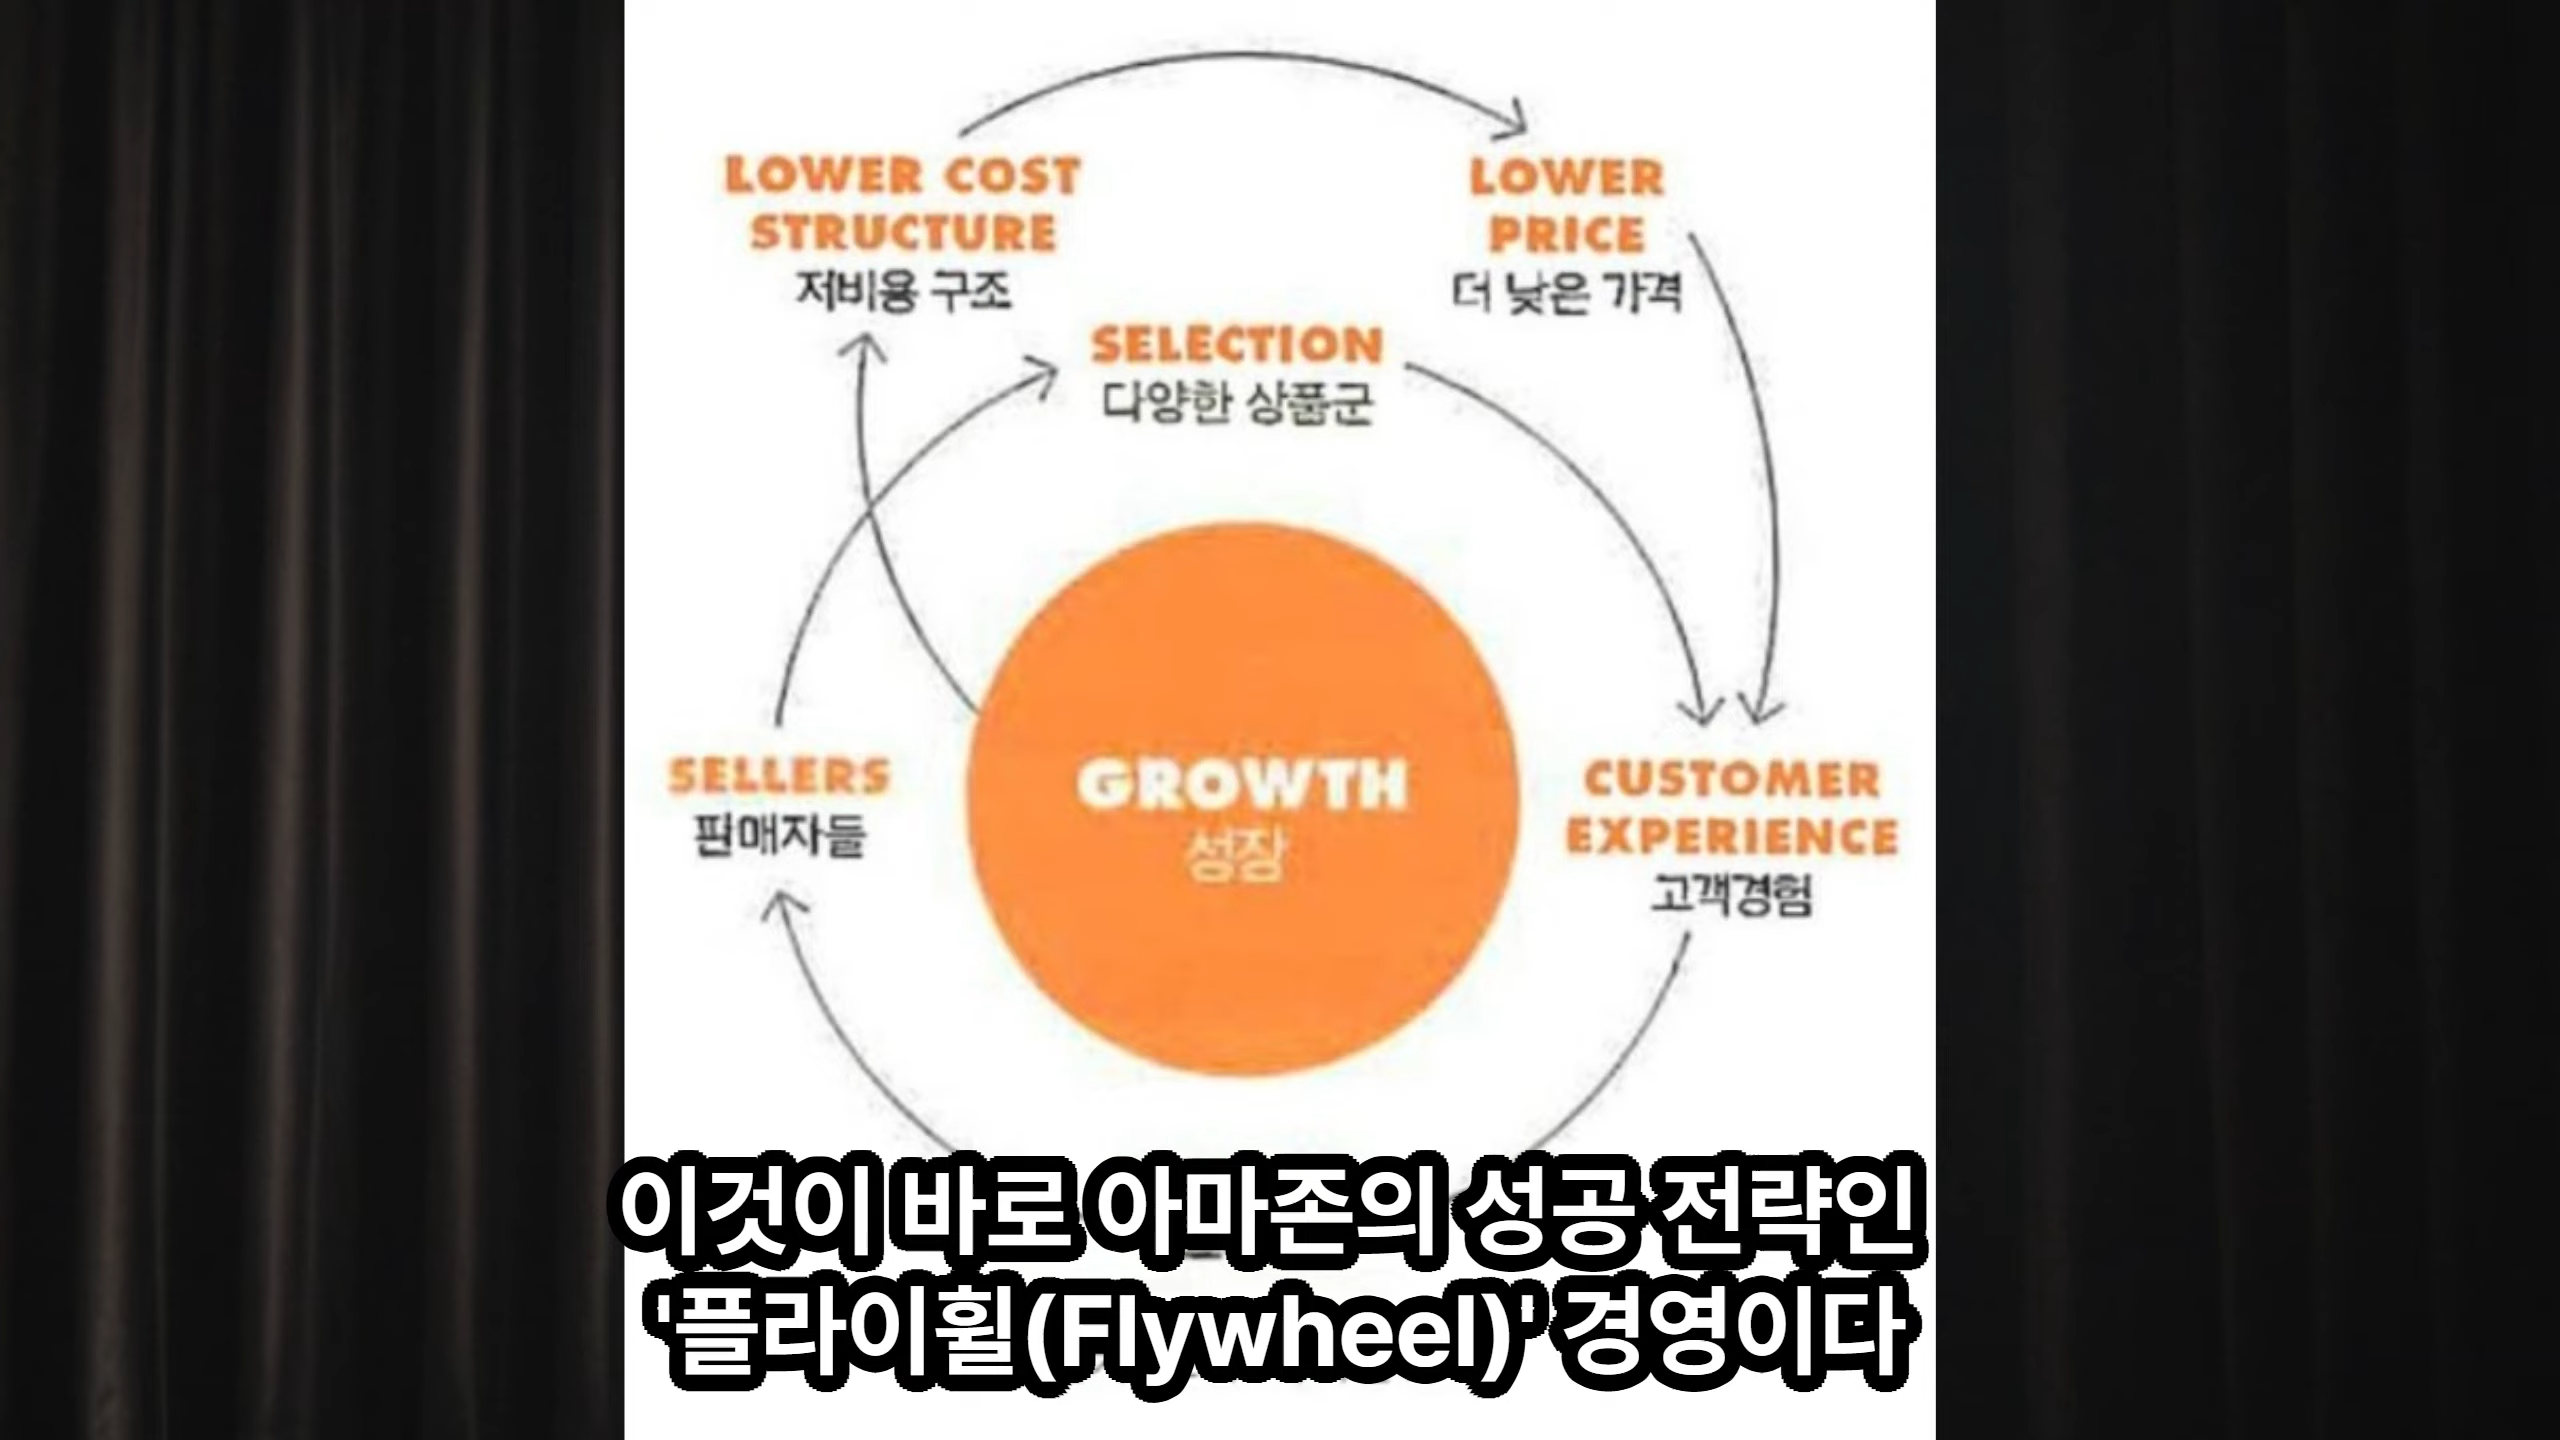 LOWER COST
STRUCTURE
저비용 구조
LOWER
PRICE
더 낮은 가격
SELECTION
다양한 상품군
SELLERS
판매자들
GROWTH
성장
CUSTOMER
EXPERIENCE
고객경험
이것이 바로 아마존의 성공 전략인
'플라이휠(Flywheel)' 경영이다